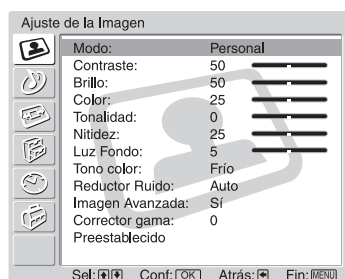 Ajuste de la Imagen
Modo: Personal
Contraste: 50
Brillo: 50
Color: 25
Tonalidad: 0
Nitidez: 25
Luz Fondo: 5
Tono color: Frío
Reductor Ruido: Auto
Imagen Avanzada: Sí
Corrector gama: 0
Preestablecido
Sel: Conf: OK Atrás: Fin: MENU